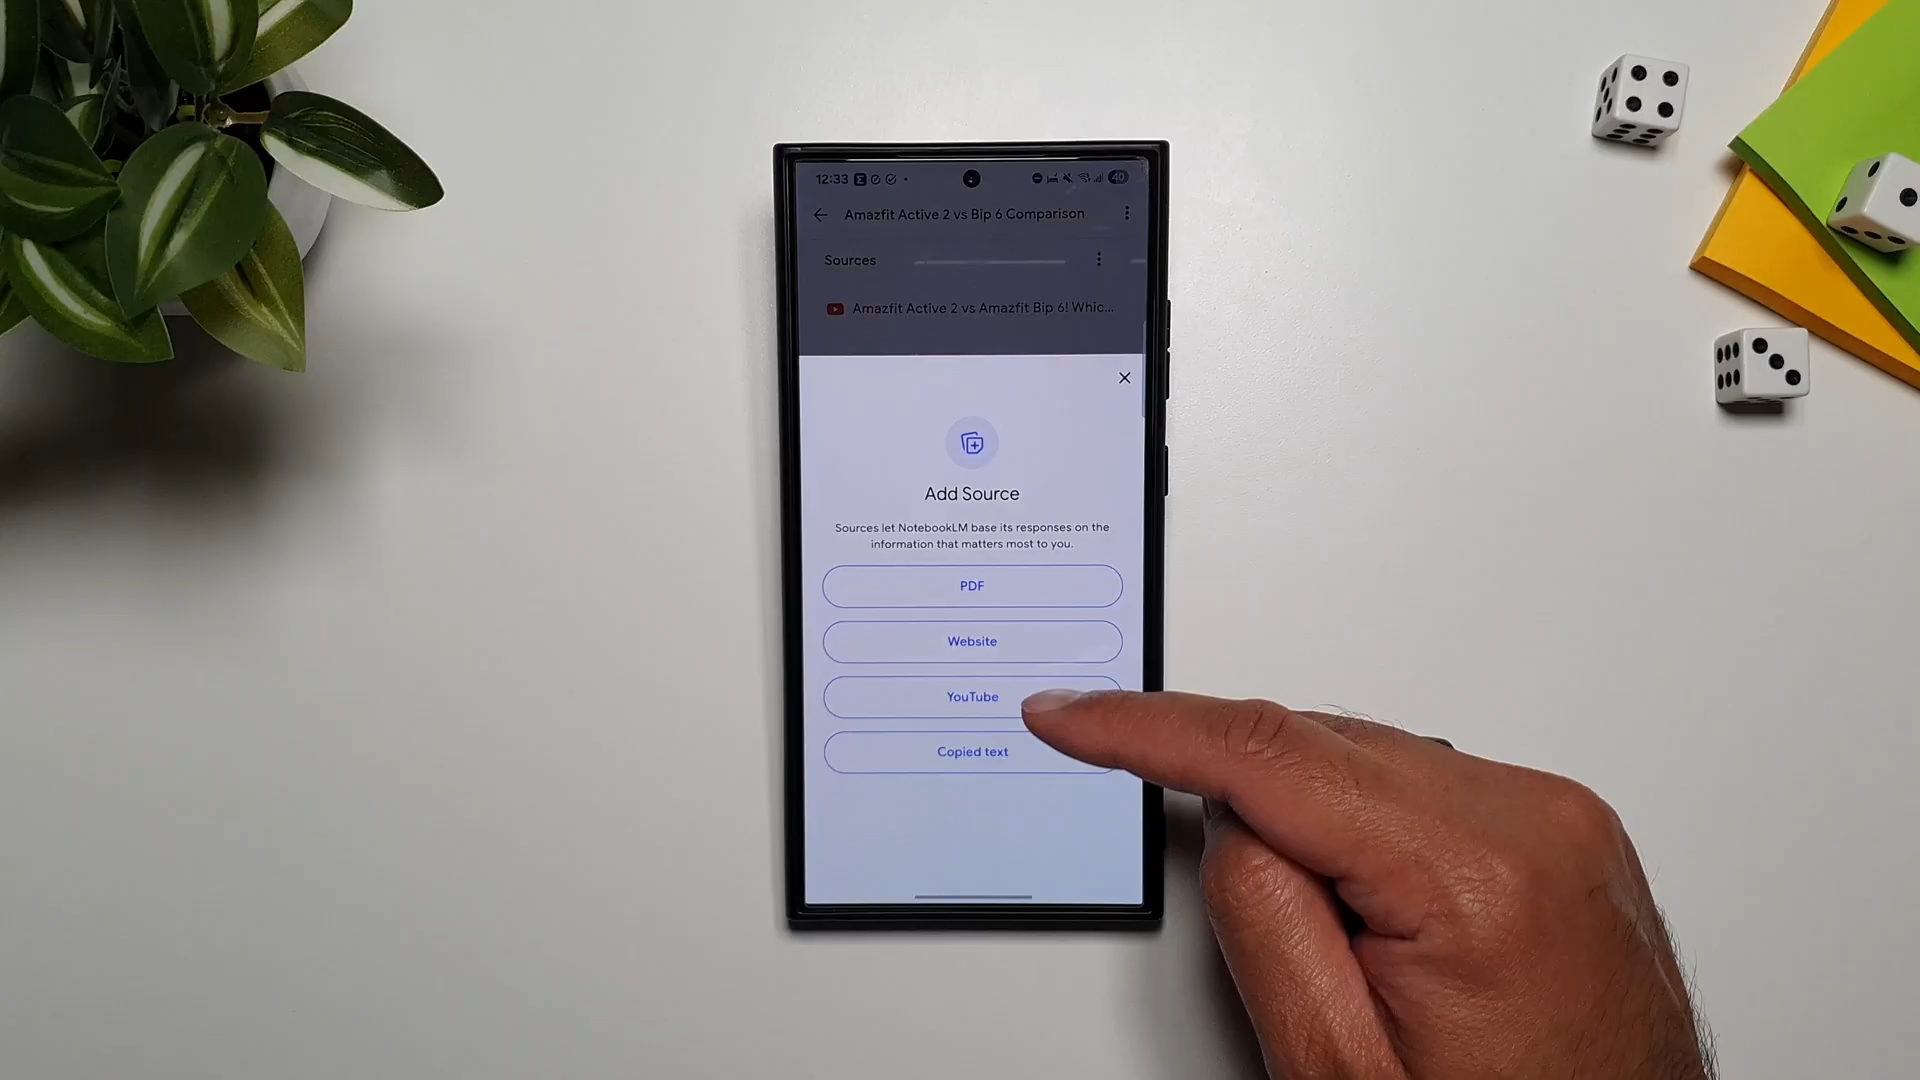 12:33
40
Amazfit Active 2 vs Bip 6 Comparison
Sources
Amazfit Active 2 vs Amazfit Bip 6! Whic...
Add Source
Sources let NotebookLM base its responses on the
information that matters most to you.
PDF
Website
YouTube
Copied text